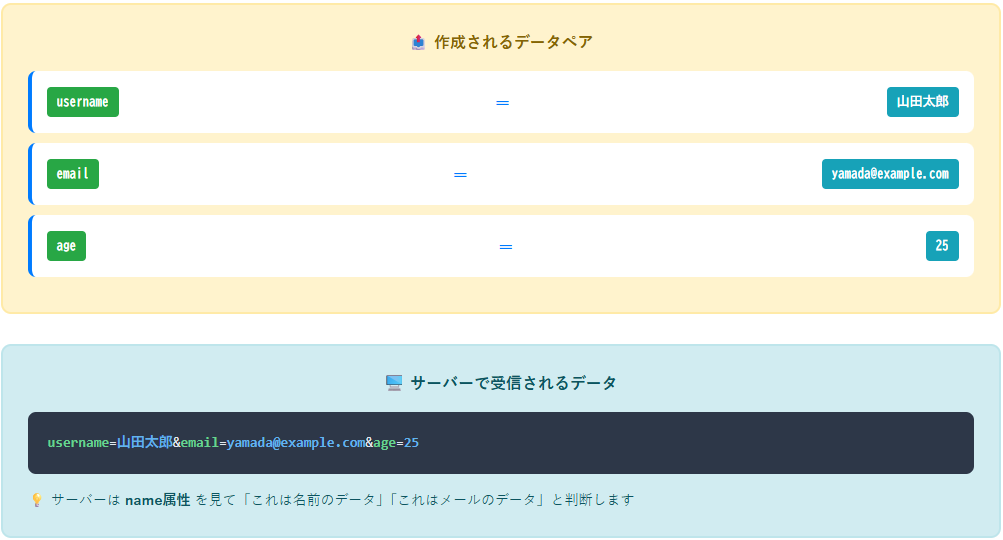 作成されるデータペア
username = 山田太郎
email = yamada@example.com
age = 25
サーバーで受信されるデータ
username=山田太郎&email=yamada@example.com&age=25
サーバーは name属性 を見て「これは名前のデータ」「これはメールのデータ」と判断します